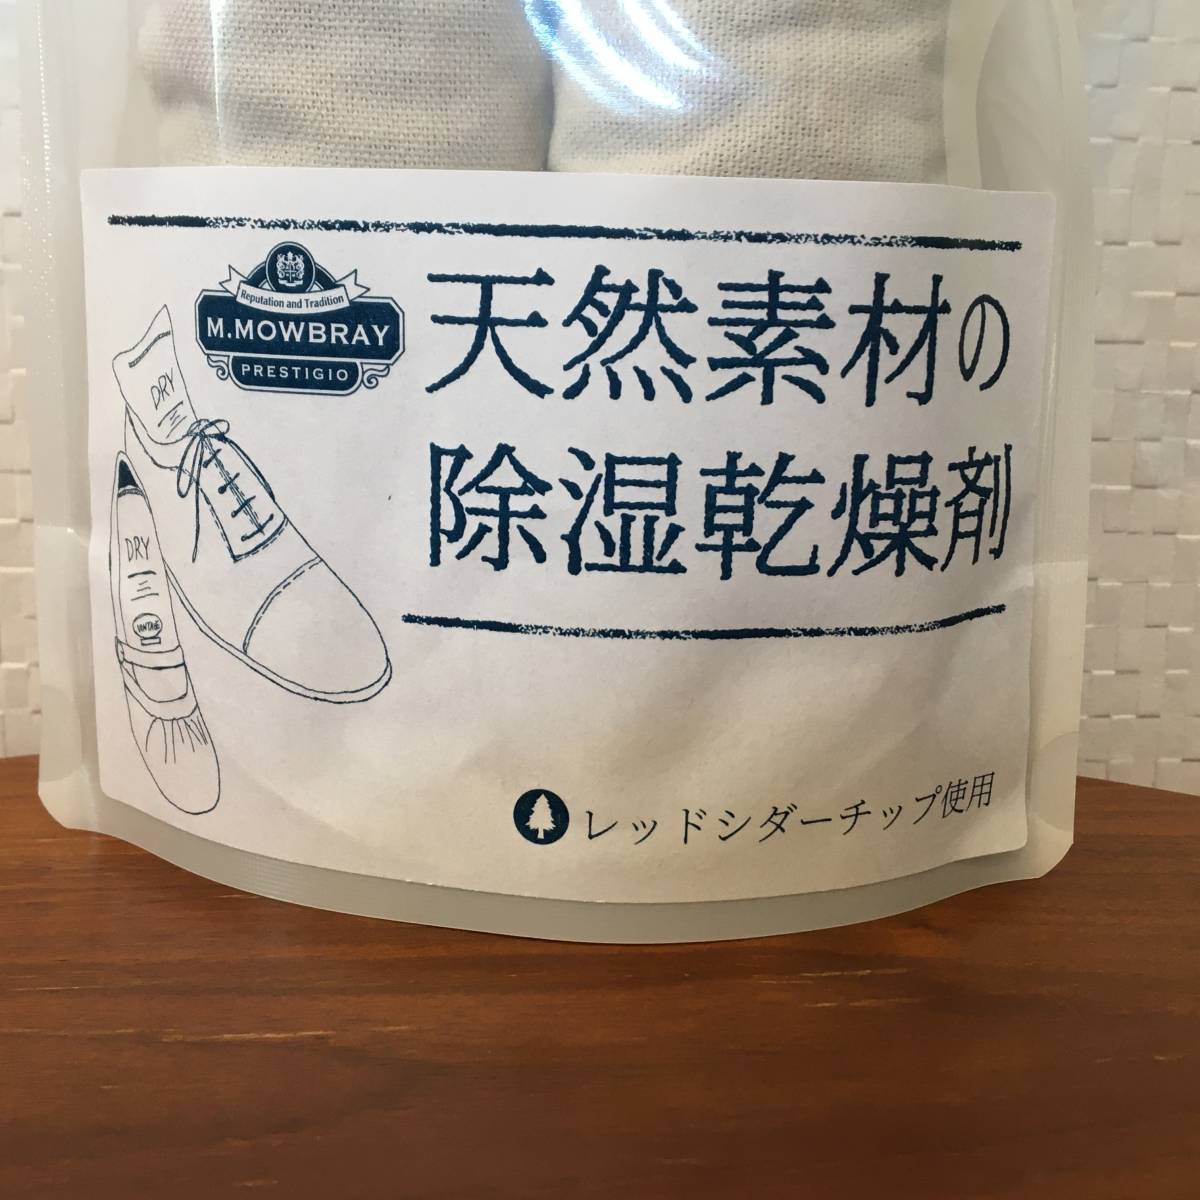 Reputation and Tradition
M.MOWBRAY
PRESTIGIO
天然素材の
除湿乾燥剤
DRY
DRY
VINTAGE
レッドシダーチップ使用